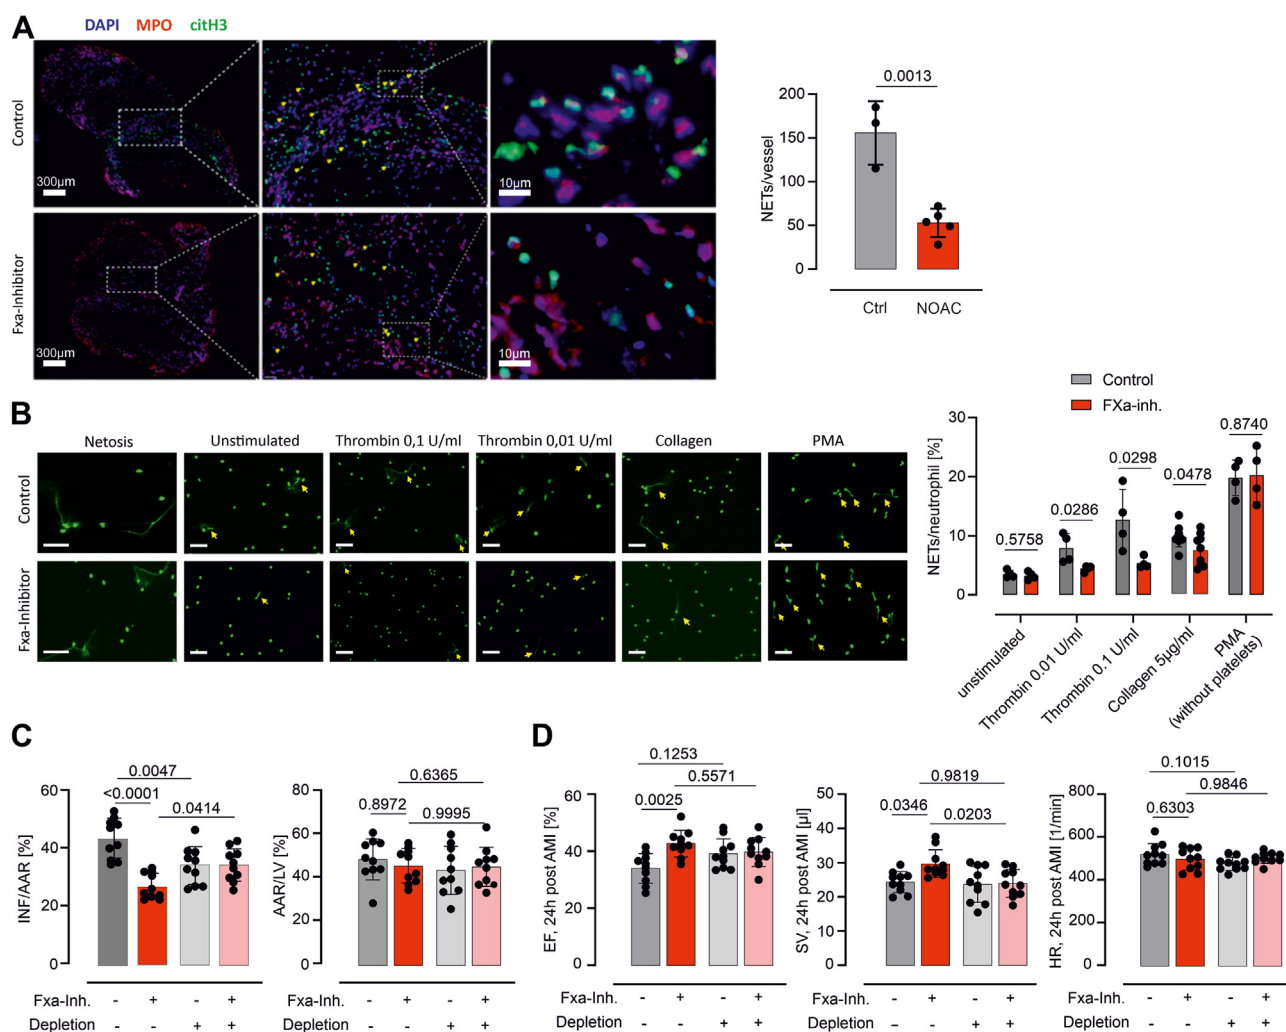 A
DAPI MPO citH3
Control
300µm
10µm
Fxa-Inhibitor
300µm
10µm
0.0013
200
150
100
50
0
NETs/vessel
Ctrl NOAC
B
Netosis Unstimulated Thrombin 0,1 U/ml Thrombin 0,01 U/ml Collagen PMA
Control
Fxa-Inhibitor
Control
FXa-inh.
30
20
10
0
NETs/neutrophil [%]
0.5758 0.0286 0.0298 0.0478 0.8740
unstimulated
Thrombin 0.01 U/ml
Thrombin 0.1 U/ml
Collagen 5µg/ml
PMA
(without platelets)
C
0.0047
<0.0001
0.0414
60
40
20
0
INF/AAR [%]
Fxa-Inh. - + - +
Depletion - - + +
0.6365
0.8972 0.9995
80
60
40
20
0
AAR/LV [%]
Fxa-Inh. - + - +
Depletion - - + +
D
0.1253
0.5571
0.0025
60
40
20
0
EF, 24h post AMI [%]
Fxa-Inh. - + - +
Depletion - - + +
0.9819
0.0346 0.0203
50
40
30
20
10
0
SV, 24h post AMI [µl]
- + - +
- - + +
0.1015
0.9846
0.6303
800
600
400
200
0
HR, 24h post AMI [1/min]
Fxa-Inh. - + - +
Depletion - - + +